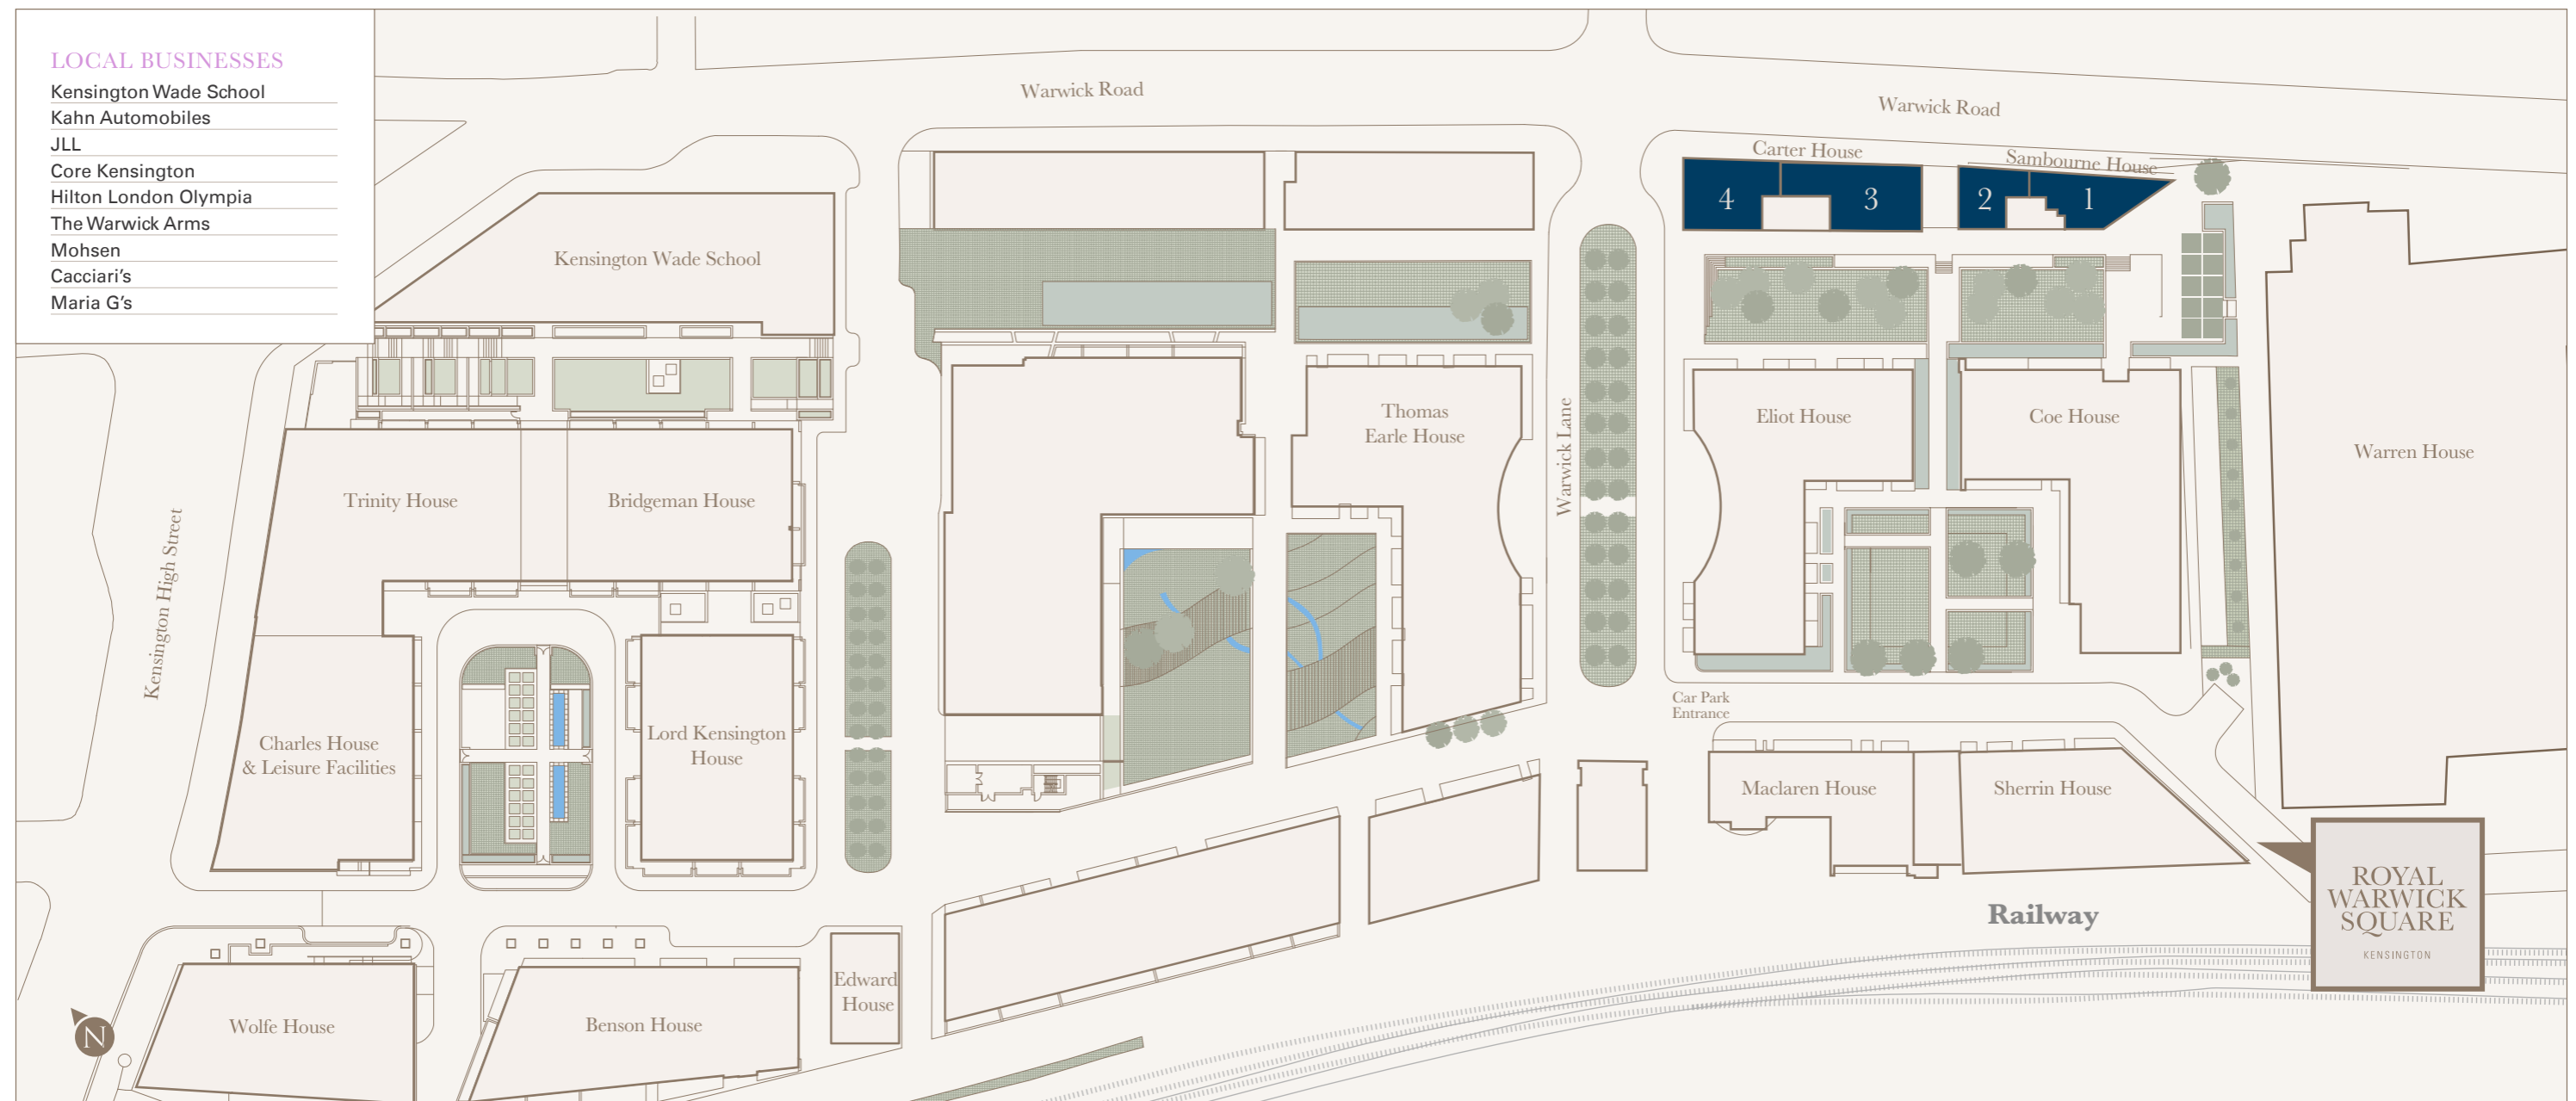 LOCAL BUSINESSES
Kensington Wade School
Kahn Automobiles
JLL
Core Kensington
Hilton London Olympia
The Warwick Arms
Mohsen
Cacciari's
Maria G's
Warwick Road
Warwick Road
Carter House
Sambourne House
4
3
2
1
Kensington Wade School
Thomas
Earle House
Warwick Lane
Eliot House
Coe House
Warren House
Trinity House
Bridgeman House
Kensington High Street
Car Park
Entrance
Charles House
& Leisure Facilities
Lord Kensington
House
Maclaren House
Sherrin House
Railway
ROYAL
WARWICK
SQUARE
KENSINGTON
Edward
House
Wolfe House
Benson House
N